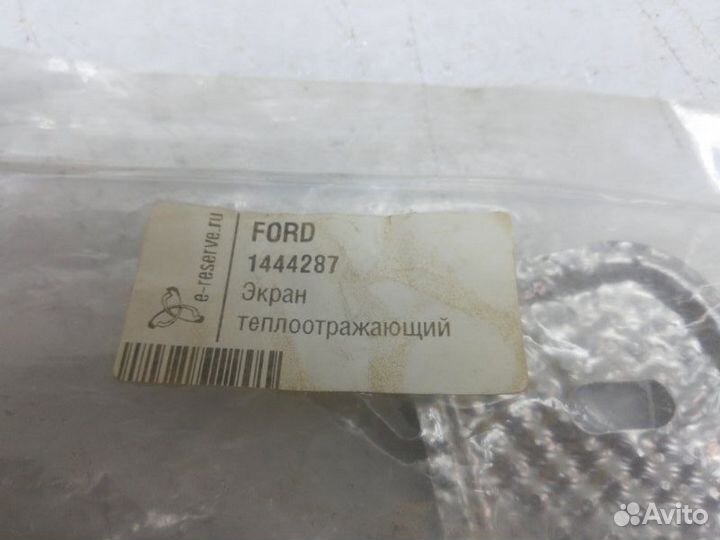 e-reserve.ru
FORD
1444287
Экран
теплоотражающий
Avito